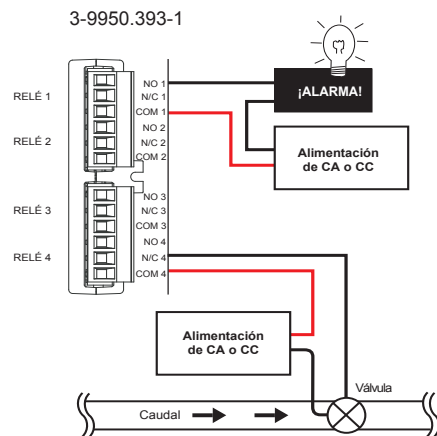 3-9950.393-1
RELÉ 1
RELÉ 2
RELÉ 3
RELÉ 4
NO 1
N/C 1
COM 1
NO 2
N/C 2
COM 2
NO 3
N/C 3
COM 3
NO 4
N/C 4
COM 4
¡ALARMA!
Alimentación
de CA o CC
Alimentación
de CA o CC
Válvula
Caudal